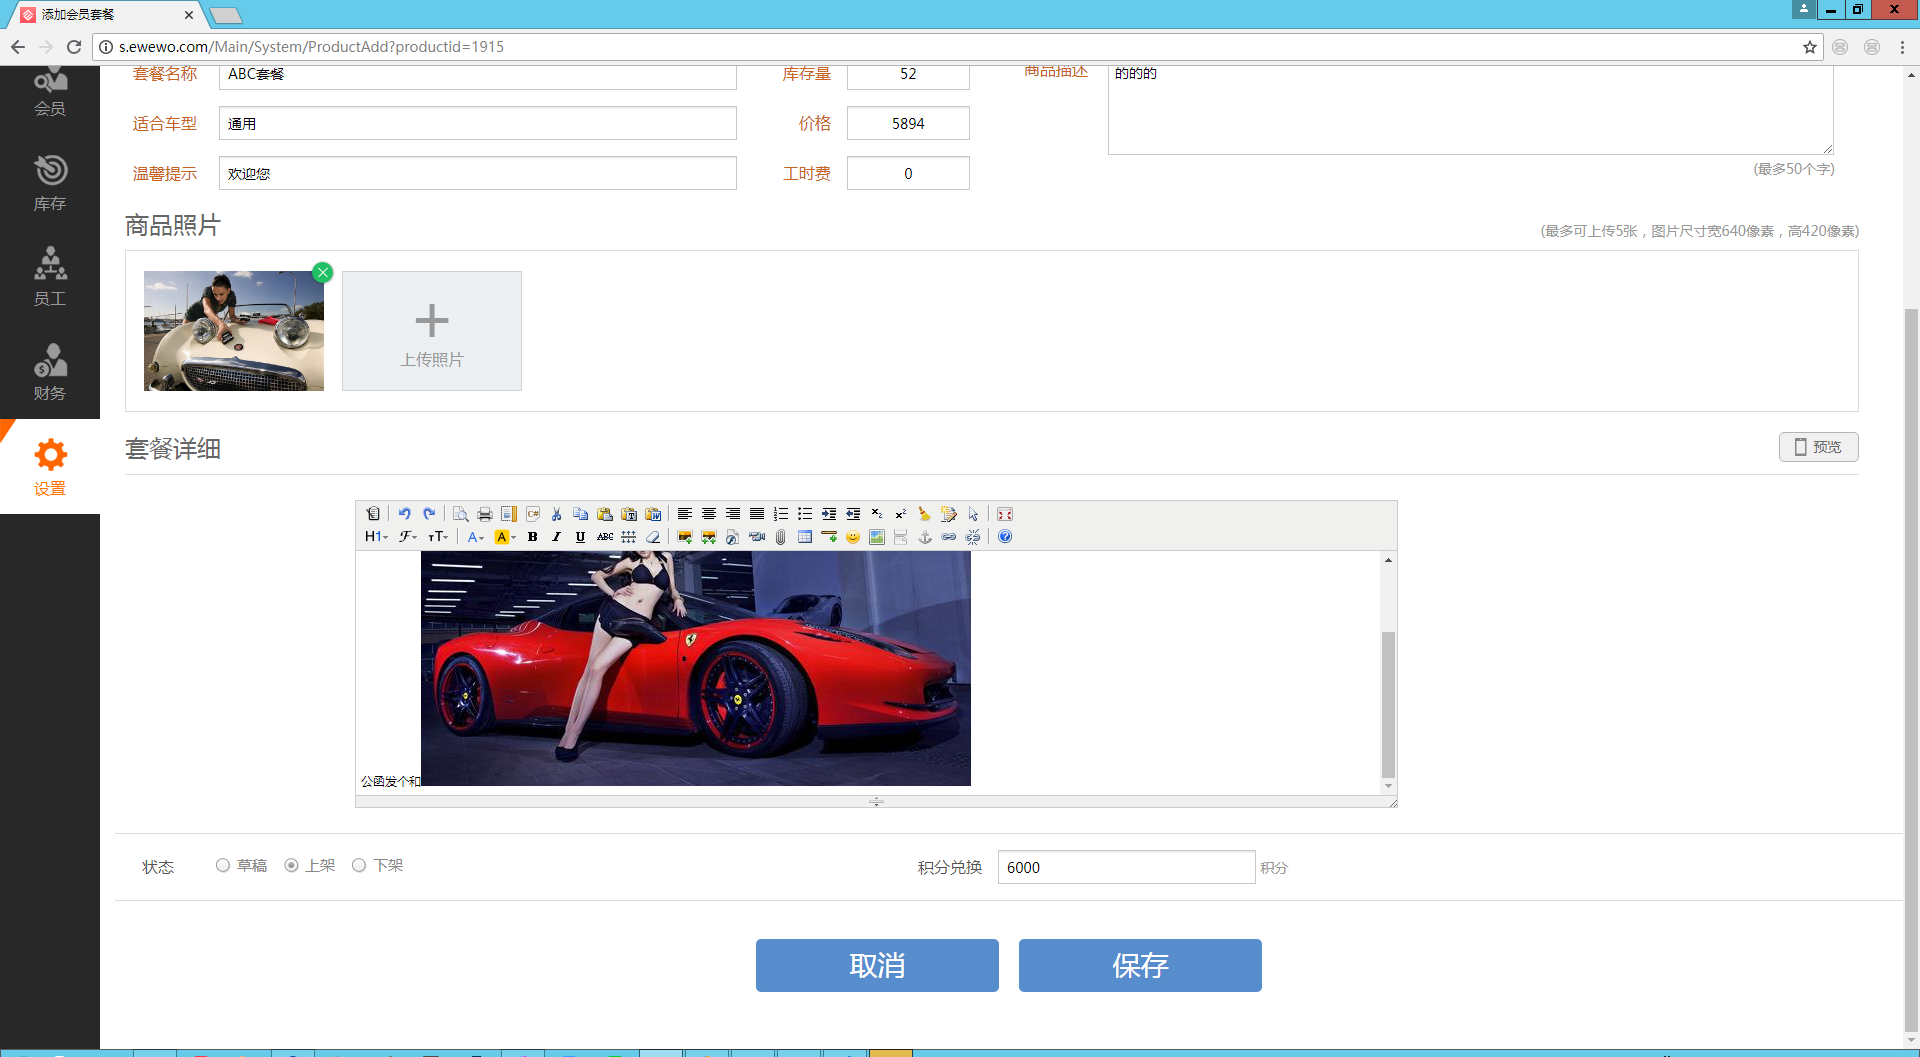 添加会员套餐
s.ewewo.com/Main/System/ProductAdd?productid=1915
套餐名称 ABC套餐 库存量 52 商品描述 的的的
会员
适合车型 通用 价格 5894
温馨提示 欢迎您 工时费 0 (最多50个字)
库存
商品照片 (最多可上传5张，图片尺寸宽640像素，高420像素)
员工
上传照片
财务
套餐详细 预览
设置
H1 ABC
公函发个和
状态 草稿 上架 下架 积分兑换 6000 积分
取消 保存